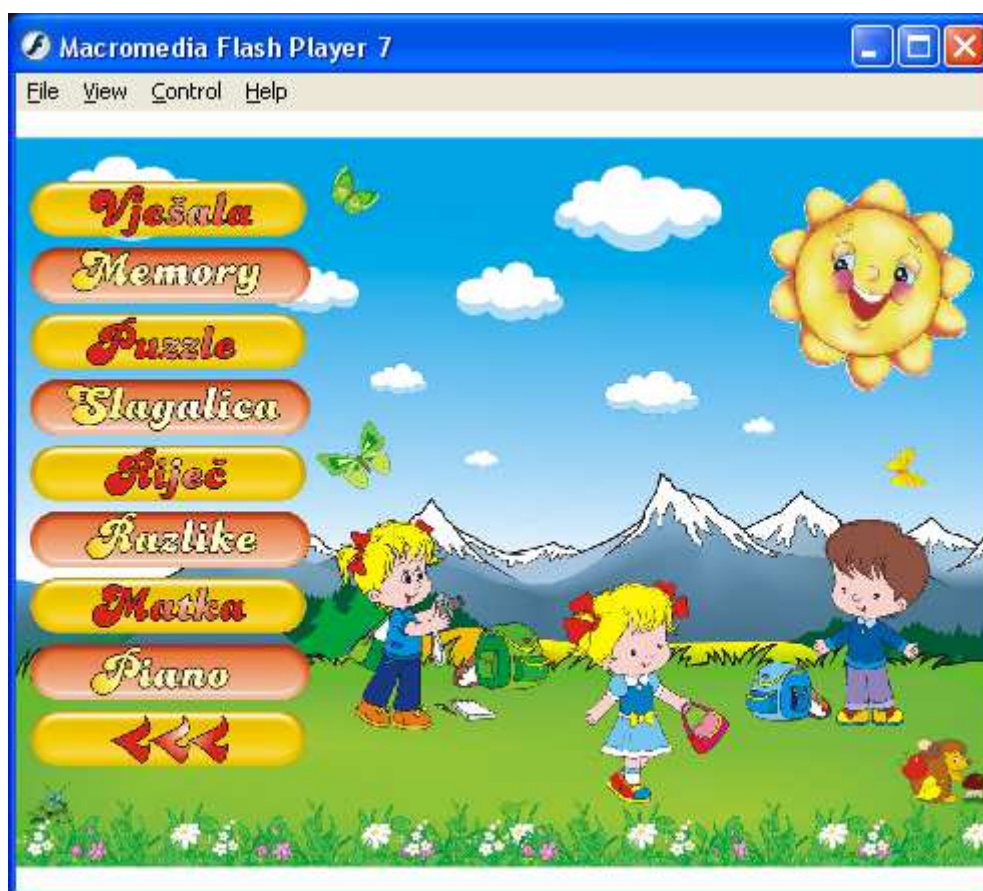 Macromedia Flash Player 7
File View Control Help
Vješala
Memory
Puzzle
Slagalica
Riječ
Razlike
Matka
Piano